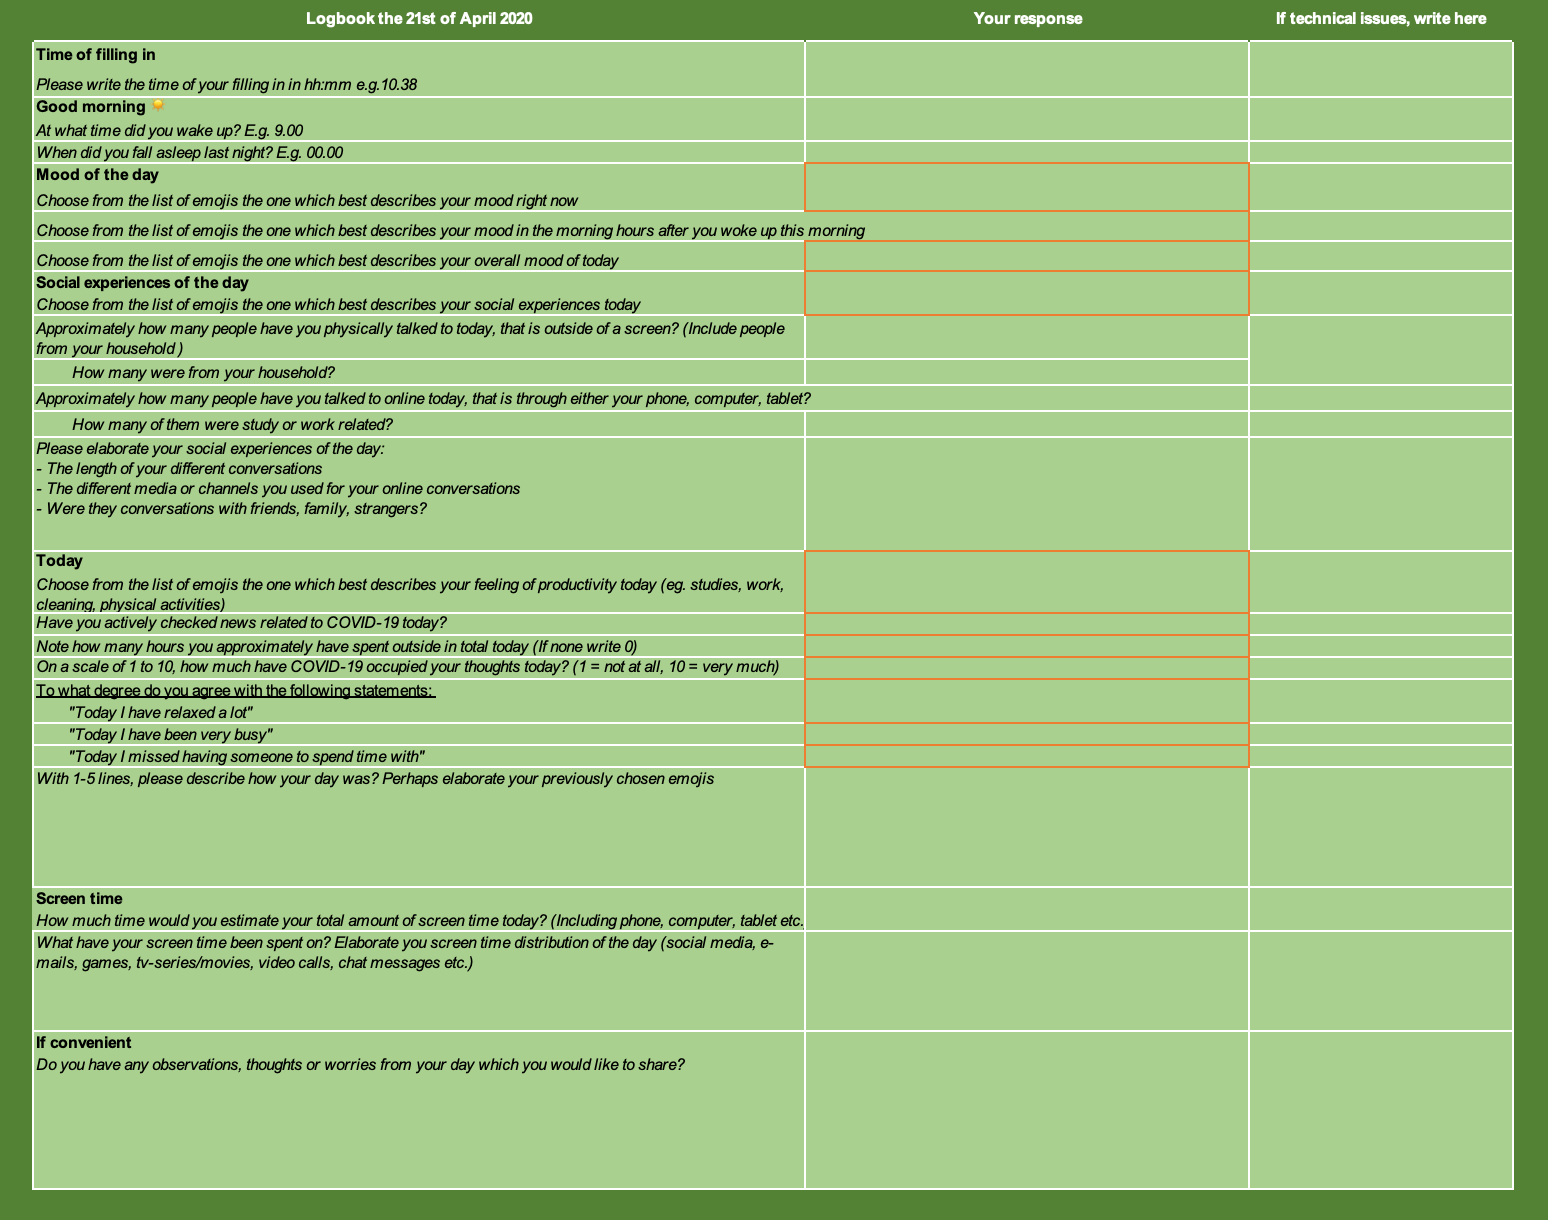 Logbook the 21st of April 2020 Your response If technical issues, write here
Time of filling in
Please write the time of your filling in in hh:mm e.g.10.38
Good morning
At what time did you wake up? E.g. 9.00
When did you fall asleep last night? E.g. 00.00
Mood of the day
Choose from the list of emojis the one which best describes your mood right now
Choose from the list of emojis the one which best describes your mood in the morning hours after you woke up this morning
Choose from the list of emojis the one which best describes your overall mood of today
Social experiences of the day
Choose from the list of emojis the one which best describes your social experiences today
Approximately how many people have you physically talked to today, that is outside of a screen? (Include people
from your household )
How many were from your household?
Approximately how many people have you talked to online today, that is through either your phone, computer, tablet?
How many of them were study or work related?
Please elaborate your social experiences of the day:
- The length of your different conversations
- The different media or channels you used for your online conversations
- Were they conversations with friends, family, strangers?
Today
Choose from the list of emojis the one which best describes your feeling of productivity today (eg. studies, work,
cleaning, physical activities)
Have you actively checked news related to COVID-19 today?
Note how many hours you approximately have spent outside in total today (If none write 0)
On a scale of 1 to 10, how much have COVID-19 occupied your thoughts today? (1 = not at all, 10 = very much)
To what degree do you agree with the following statements:
"Today I have relaxed a lot"
"Today I have been very busy"
"Today I missed having someone to spend time with"
With 1-5 lines, please describe how your day was? Perhaps elaborate your previously chosen emojis
Screen time
How much time would you estimate your total amount of screen time today? (Including phone, computer, tablet etc.
What have your screen time been spent on? Elaborate you screen time distribution of the day (social media, e-
mails, games, tv-series/movies, video calls, chat messages etc.)
If convenient
Do you have any observations, thoughts or worries from your day which you would like to share?